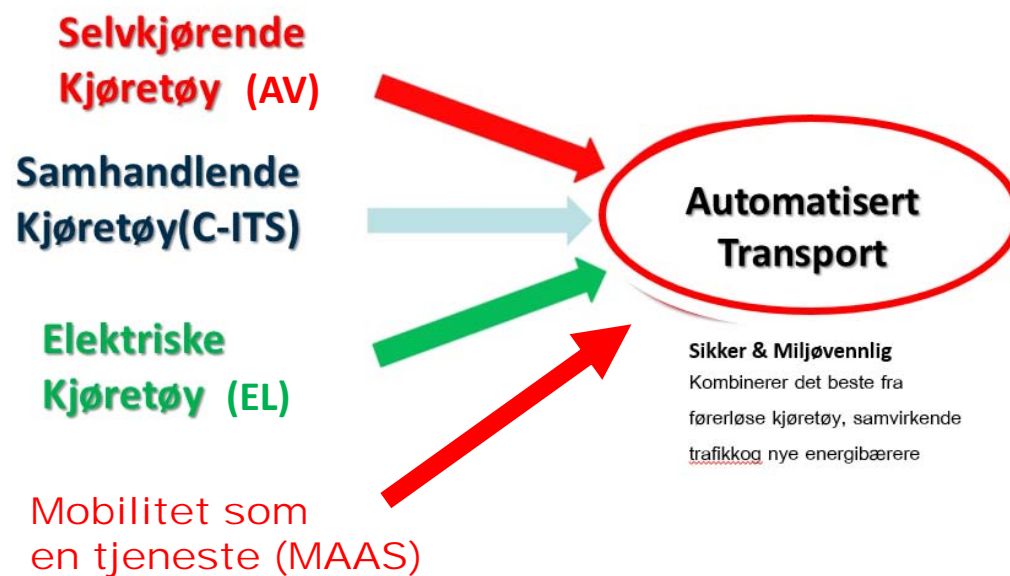 Selvkjørende
Kjøretøy (AV)
Samhandlende
Kjøretøy(C-ITS)
Elektriske
Kjøretøy (EL)
Mobilitet som
en tjeneste (MAAS)
Automatisert
Transport
Sikker & Miljøvennlig
Kombinerer det beste fra
førerløse kjøretøy, samvirkende
trafikkog nye energibærere